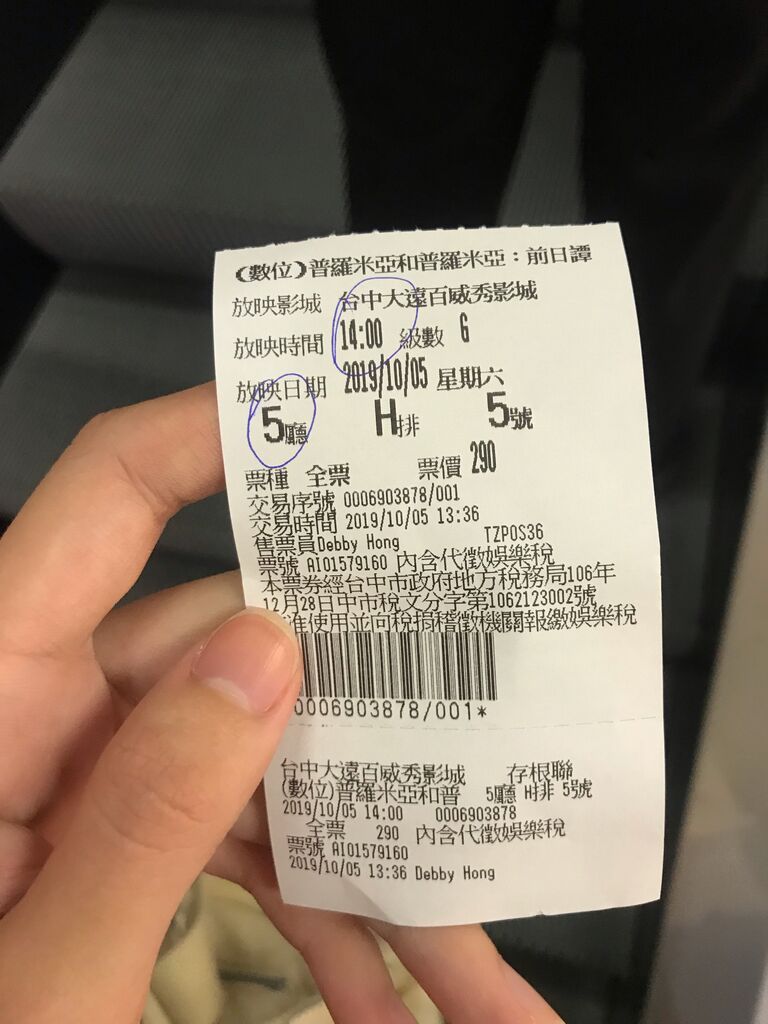 (數位)普羅米亞和普羅米亞：前日譚
放映影城 台中大遠百威秀影城
放映時間 14:00 級數 6
放映日期 2019/10/05 星期六
5廳 H排 5號
票種 全票 票價 290
交易序號 0006903878/001
交易時間 2019/10/05 13:36
售票員Debby Hong TZPOS36
票號 AI01579160 內含代徵娛樂稅
本票券經台中市政府地方稅務局106年
12月28日中市稅文分字第1062123002號
准使用並向稅捐稽徵機關報繳娛樂稅
0006903878/001*
台中大遠百威秀影城 存根聯
(數位)普羅米亞和普 5廳 H排 5號
2019/10/05 14:00 0006903878
全票 290 內含代徵娛樂稅
票號 AI01579160
2019/10/05 13:36 Debby Hong